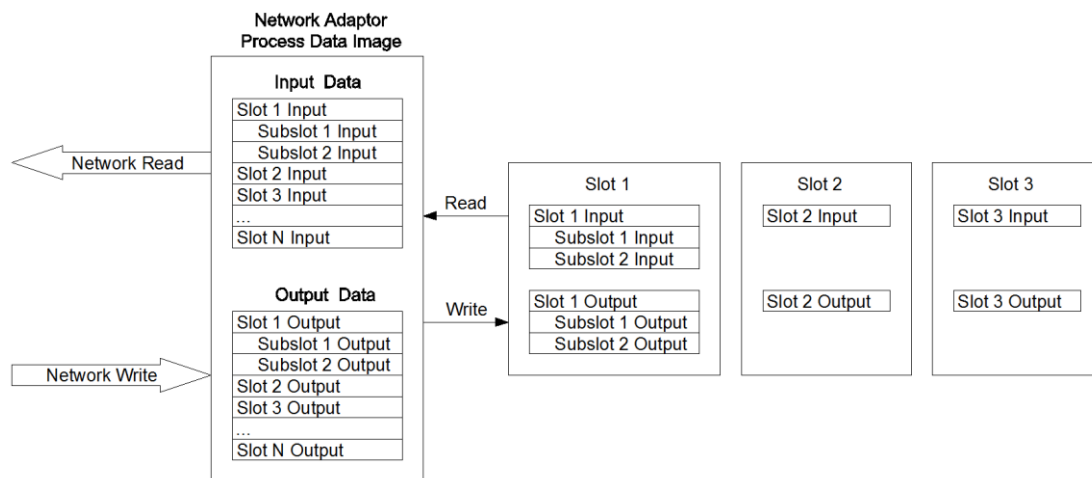 Network Adaptor
Process Data Image
Input Data
Slot 1 Input
Subslot 1 Input
Subslot 2 Input
Slot 2 Input
Slot 3 Input
...
Slot N Input
Network Read
Output Data
Slot 1 Output
Subslot 1 Output
Subslot 2 Output
Slot 2 Output
Slot 3 Output
...
Slot N Output
Network Write
Read
Write
Slot 1
Slot 1 Input
Subslot 1 Input
Subslot 2 Input
Slot 1 Output
Subslot 1 Output
Subslot 2 Output
Slot 2
Slot 2 Input
Slot 2 Output
Slot 3
Slot 3 Input
Slot 3 Output